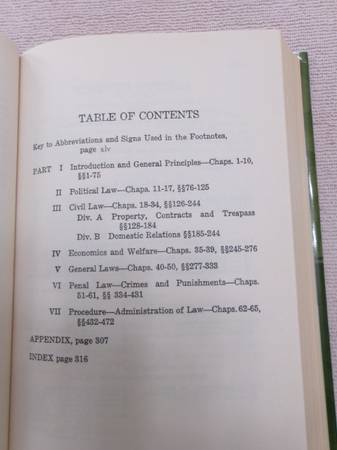 TABLE OF CONTENTS
Key to Abbreviations and Signs Used in the Footnotes,
page xlv
PART I Introduction and General Principles—Chaps. 1-10,
§§1-75
II Political Law—Chaps. 11-17, §§76-125
III Civil Law—Chaps. 18-34, §§126-244
Div. A Property, Contracts and Trespass
§§128-184
Div. B Domestic Relations §§185-244
IV Economics and Welfare—Chaps. 35-39, §§245-276
V General Laws—Chaps. 40-50, §§277-333
VI Penal Law—Crimes and Punishments—Chaps.
51-61, §§ 334-431
VII Procedure—Administration of Law—Chaps. 62-65,
§§432-472
APPENDIX, page 307
INDEX page 316